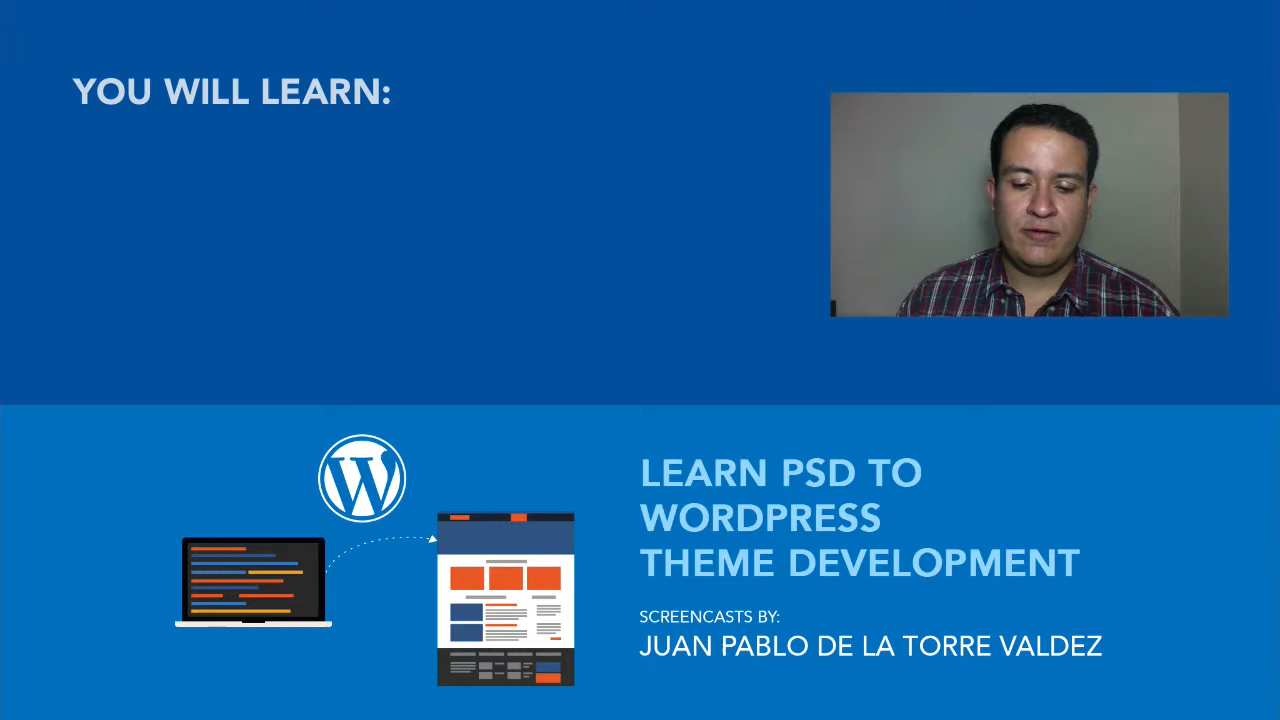 YOU WILL LEARN:
LEARN PSD TO
WORDPRESS
THEME DEVELOPMENT
SCREENCASTS BY:
JUAN PABLO DE LA TORRE VALDEZ